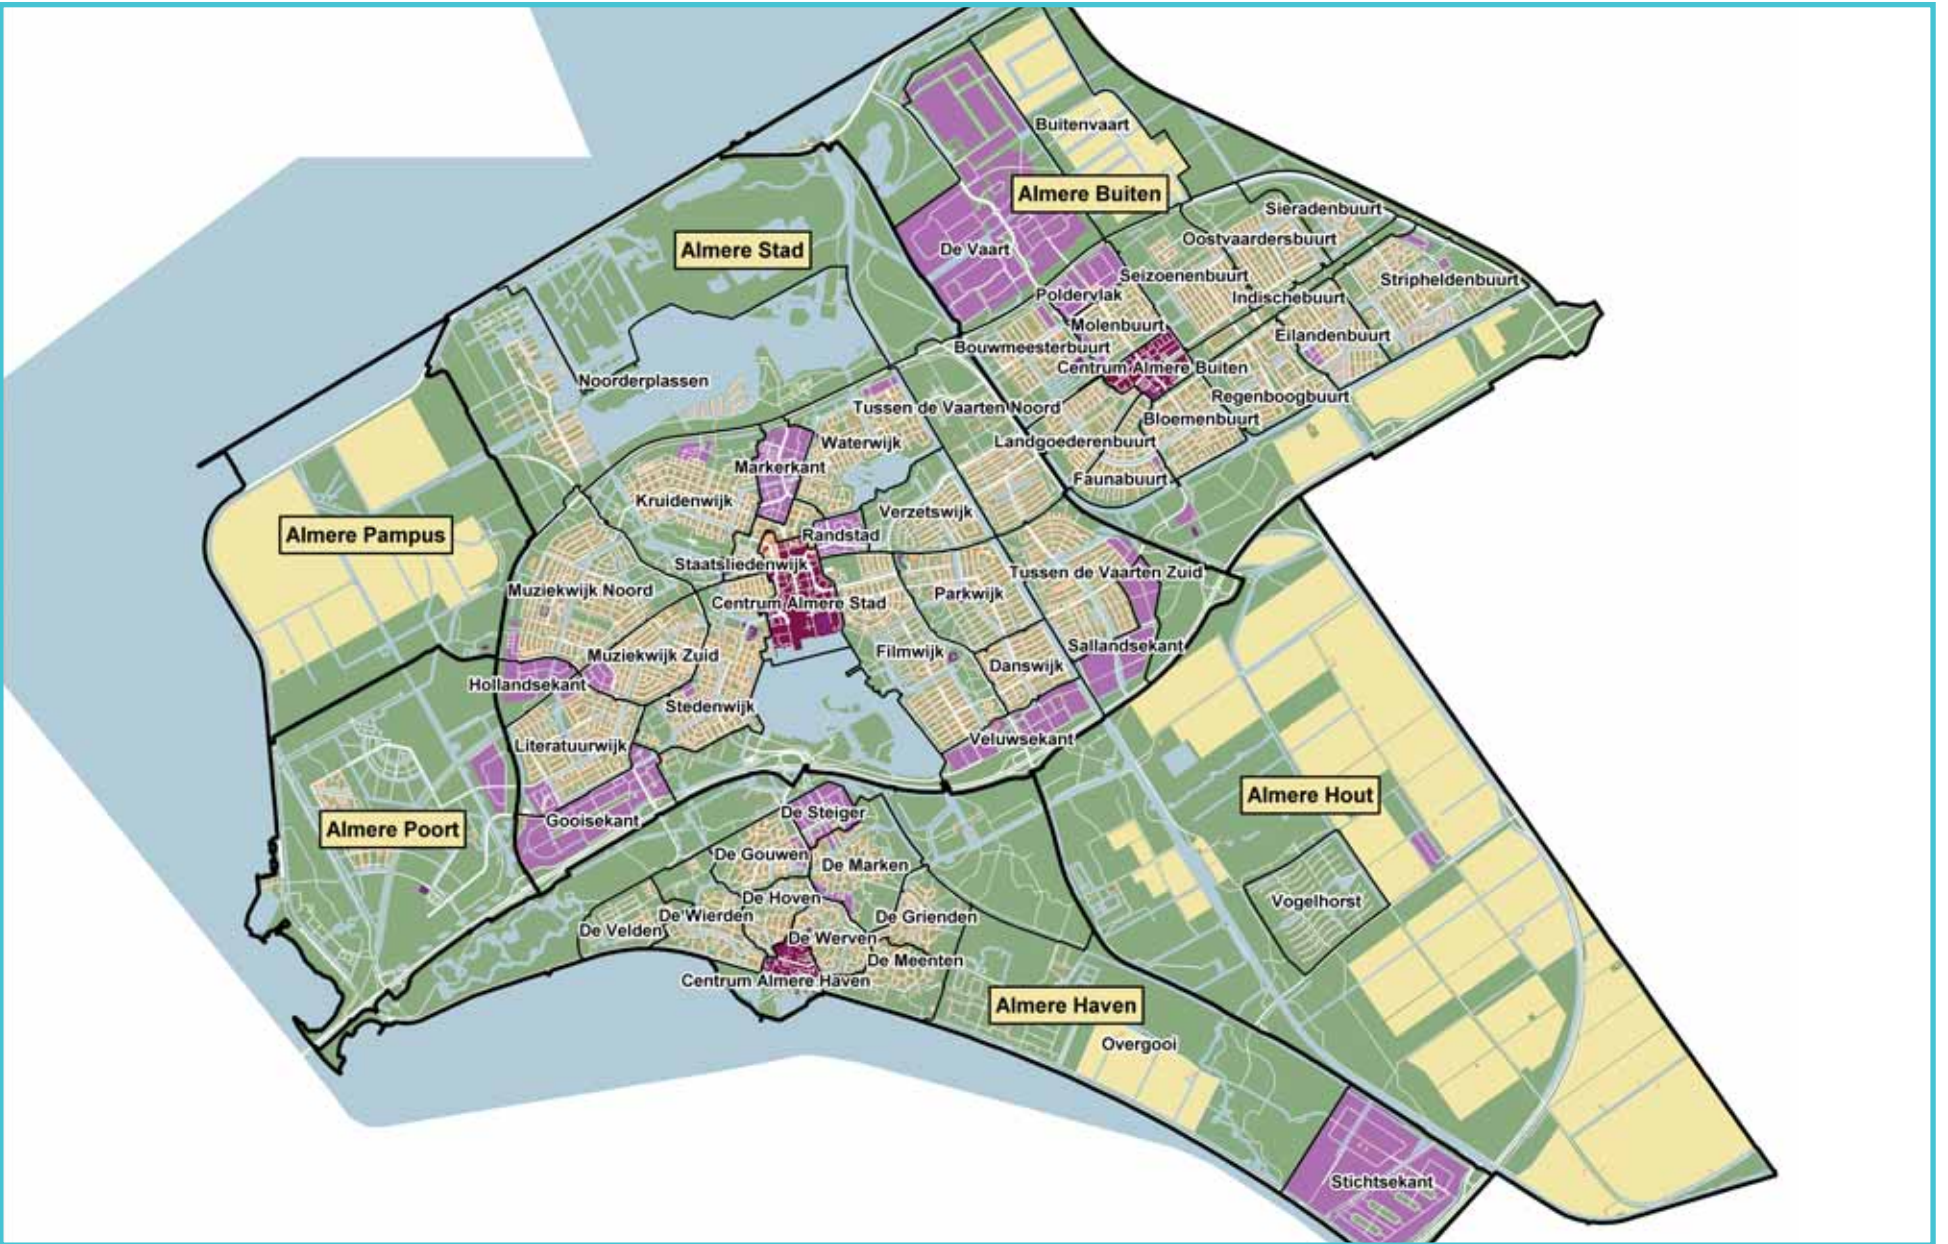 Buitenvaart
Almere Buiten
Sieradenbuurt
Almere Stad
De Vaart
Oostvaardersbuurt
Seizoenenbuurt
Stripheldenbuurt
Poldervlak
Indischebuurt
Molenbuurt
Eilandenbuurt
Bouwmeesterbuurt
Centrum Almere Buiten
Noorderplassen
Regenboogbuurt
Tussen de Vaarten Noord
Bloemenbuurt
Waterwijk
Landgoederenbuurt
Markerkant
Faunabuurt
Kruidenwijk
Verzetswijk
Almere Pampus
Randstad
Staatsliedenwijk
Tussen de Vaarten Zuid
Muziekwijk Noord
Parkwijk
Centrum Almere Stad
Sallandsekant
Filmwijk
Muziekwijk Zuid
Danswijk
Hollandsekant
Stedenwijk
Veluwsekant
Literatuurwijk
Almere Hout
De Steiger
Gooisekant
Almere Poort
De Gouwen
De Marken
De Hoven
Vogelhorst
De Wierden
De Grienden
De Velden
De Werven
De Meenten
Centrum Almere Haven
Almere Haven
Overgooi
Stichtsekant